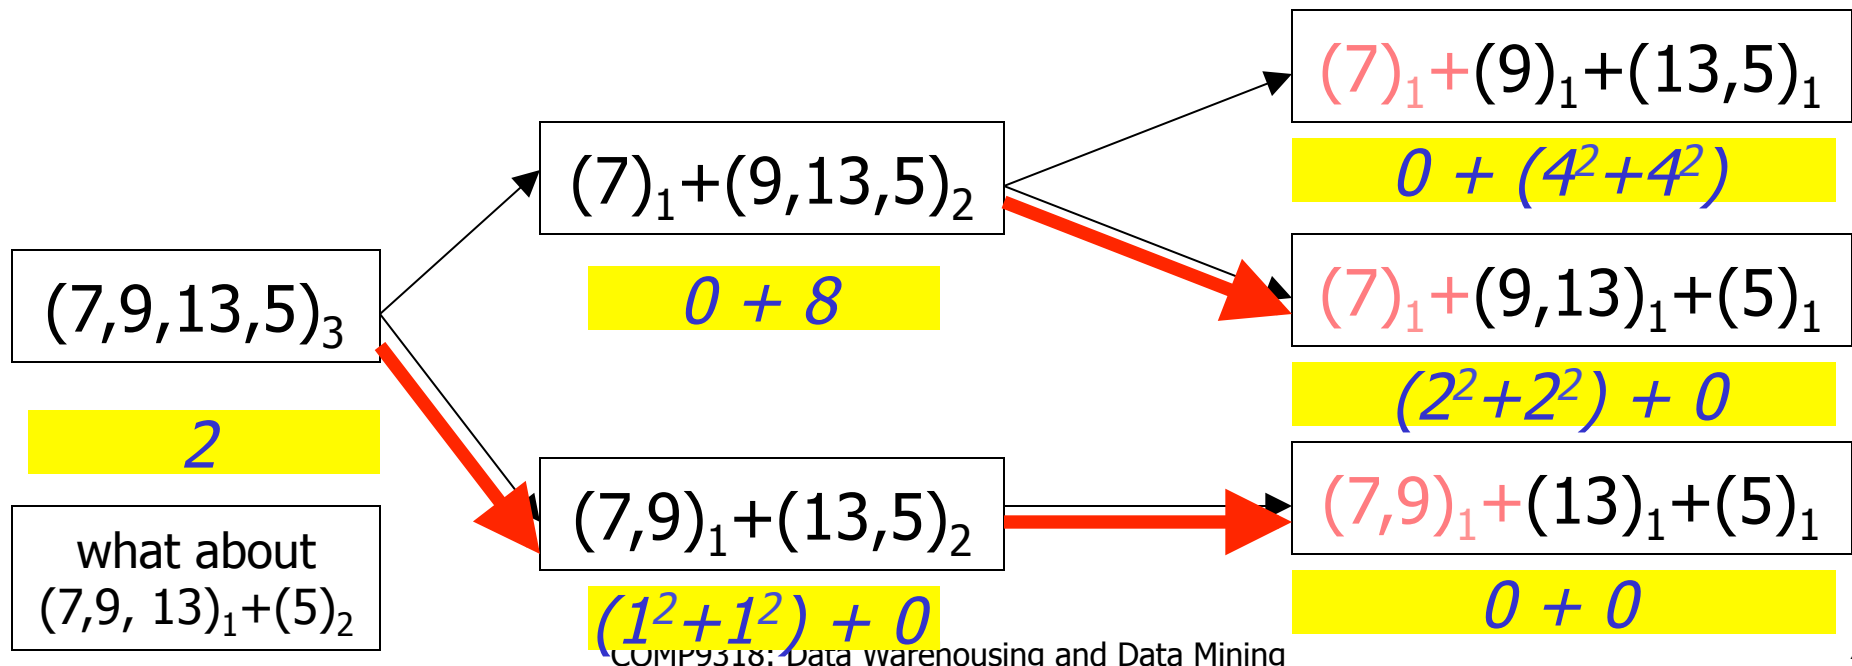 (7,9,13,5)₃
2
what about
(7,9, 13)₁+(5)₂
(7)₁+(9,13,5)₂
0 + 8
(7,9)₁+(13,5)₂
(1²+1²) + 0
(7)₁+(9)₁+(13,5)₁
0 + (4²+4²)
(7)₁+(9,13)₁+(5)₁
(2²+2²) + 0
(7,9)₁+(13)₁+(5)₁
0 + 0
COMP9318: Data Warehousing and Data Mining